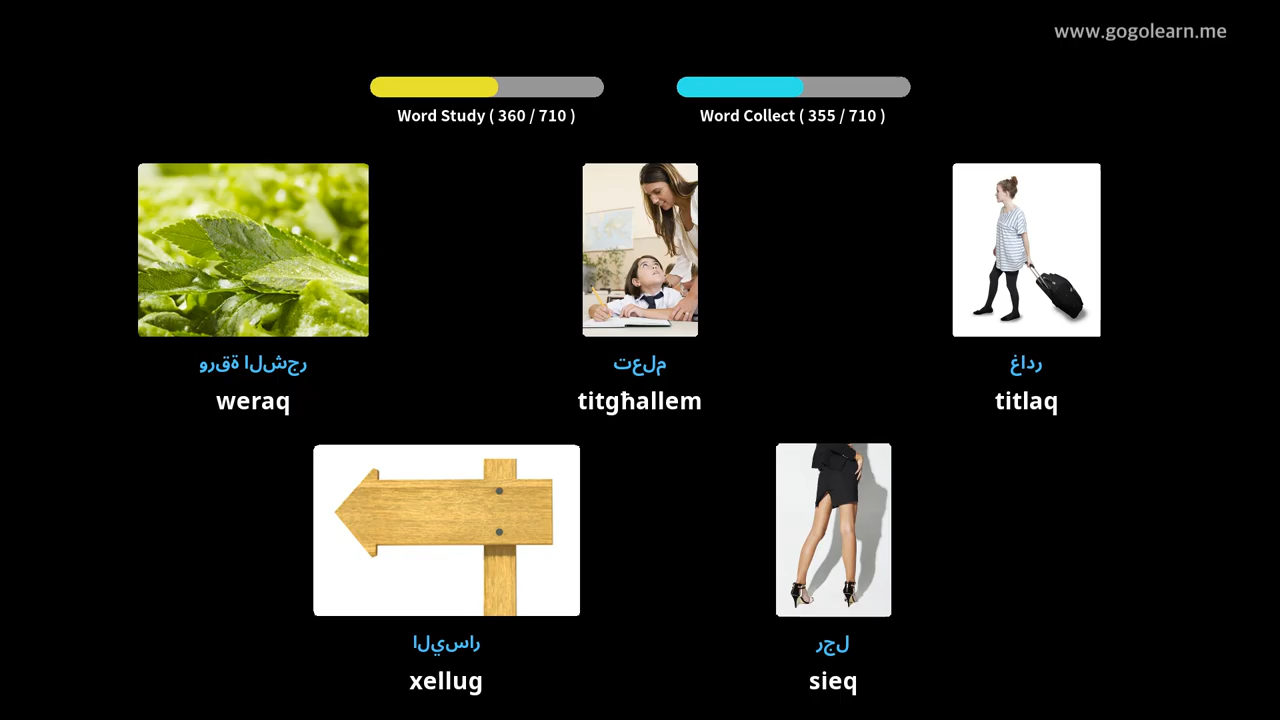 www.gogolearn.me
Word Study ( 360 / 710 )
Word Collect ( 355 / 710 )
ورقة الشجر
weraq
تعلم
titgħallem
غادر
titlaq
اليسار
xellug
رجل
sieq